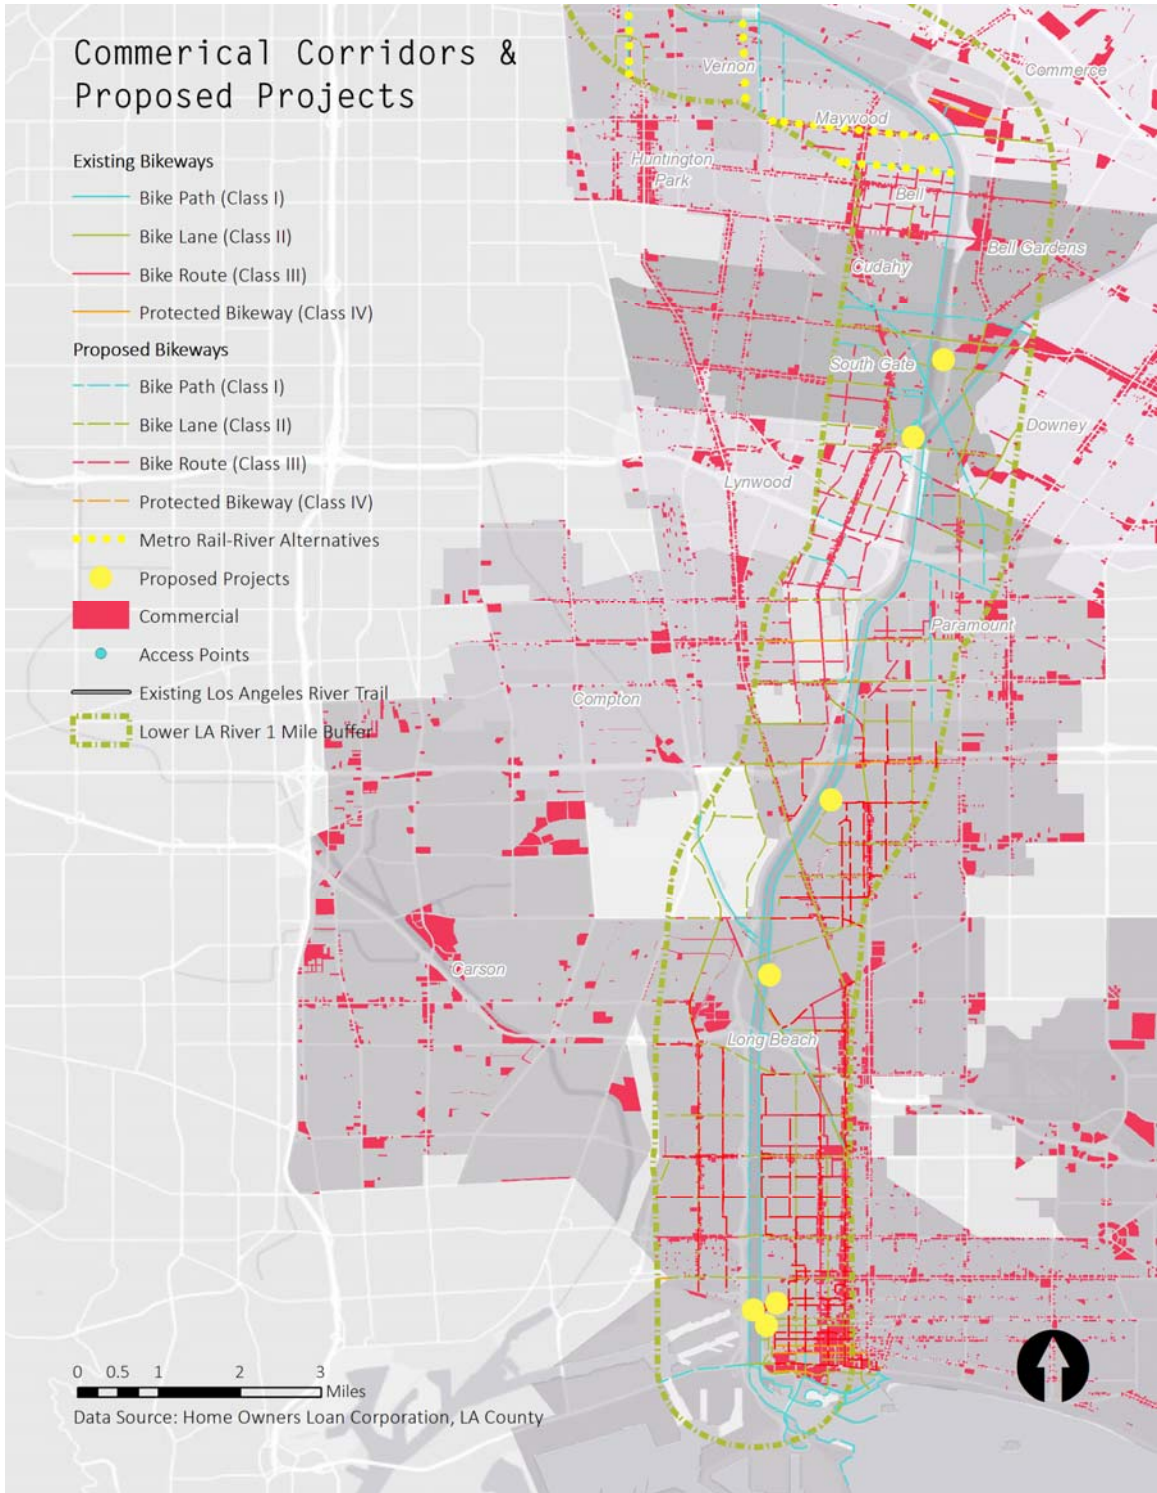 Commerical Corridors &
Proposed Projects
Existing Bikeways
Bike Path (Class I)
Bike Lane (Class II)
Bike Route (Class III)
Protected Bikeway (Class IV)
Proposed Bikeways
Bike Path (Class I)
Bike Lane (Class II)
Bike Route (Class III)
Protected Bikeway (Class IV)
Metro Rail-River Alternatives
Proposed Projects
Commercial
Access Points
Existing Los Angeles River Trail
Lower LA River 1 Mile Buffer
Vernon
Commerce
Maywood
Huntington
Park
Bell
Bell Gardens
Cudahy
South Gate
Downey
Lynwood
Paramount
Compton
Carson
Long Beach
0 0.5 1 2 3
Miles
Data Source: Home Owners Loan Corporation, LA County